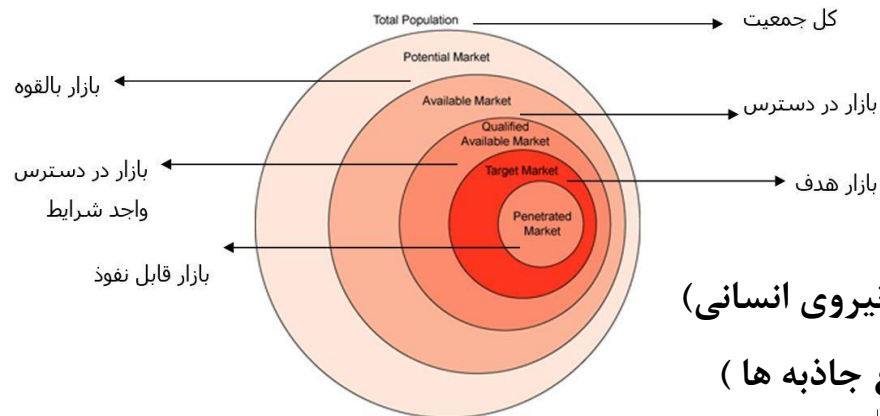 Total Population
کل جمعیت
Potential Market
بازار بالقوه
Available Market
بازار در دسترس
Qualified
Available Market
بازار در دسترس
واجد شرایط
Target Market
بازار هدف
Penetrated
Market
بازار قابل نفوذ
نیروی انسانی)
جاذبه ها )